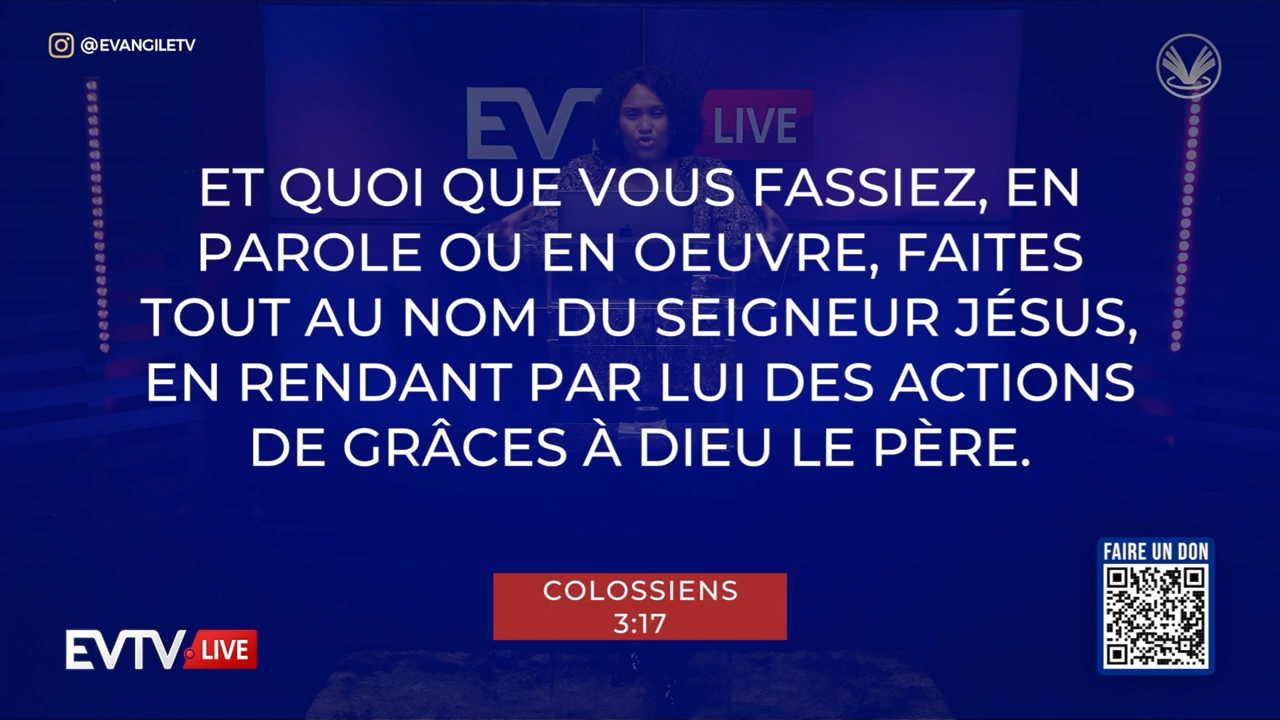 @EVANGILETV
EVT LIVE
ET QUOI QUE VOUS FASSIEZ, EN
PAROLE OU EN OEUVRE, FAITES
TOUT AU NOM DU SEIGNEUR JÉSUS,
EN RENDANT PAR LUI DES ACTIONS
DE GRÂCES À DIEU LE PÈRE.
FAIRE UN DON
COLOSSIENS
3:17
EVTV LIVE